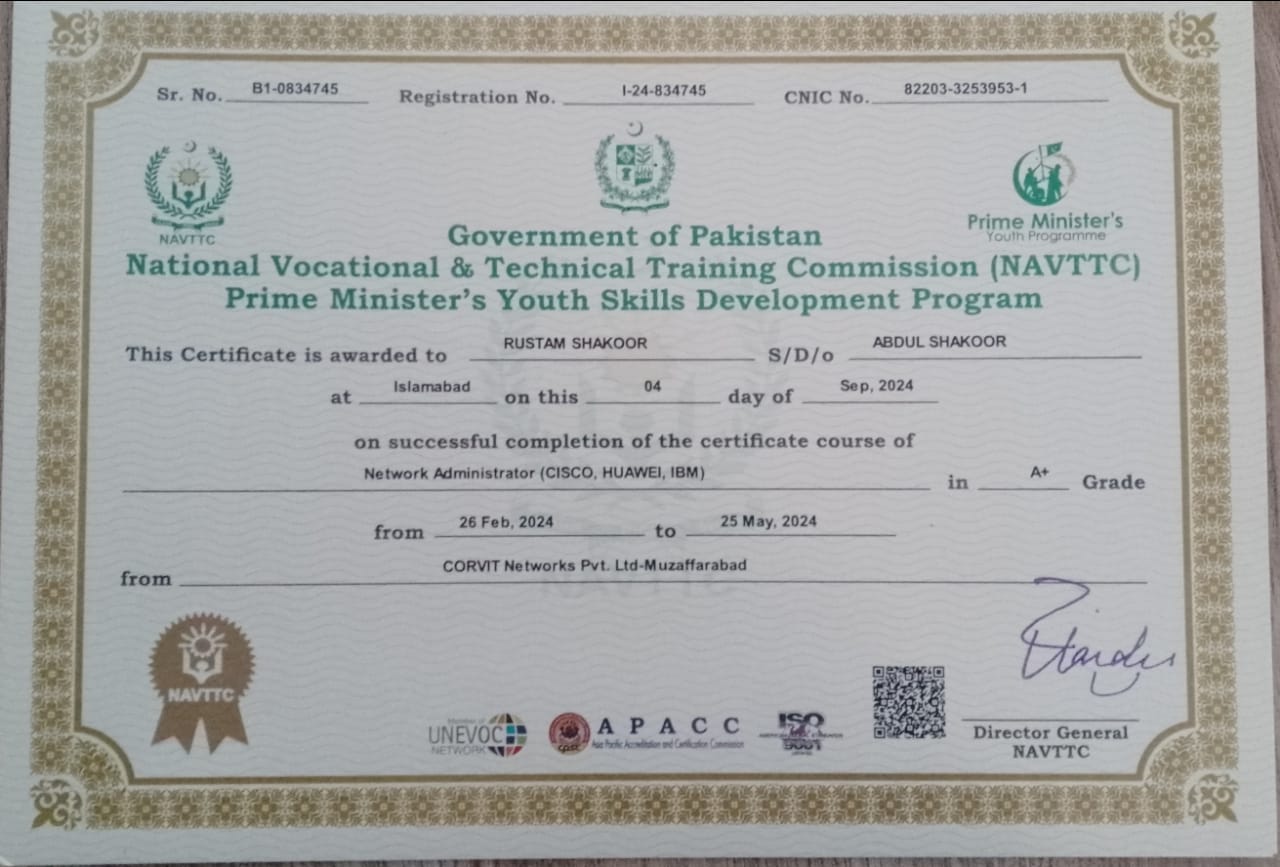 Sr. No. B1-0834745 Registration No. I-24-834745 CNIC No. 82203-3253953-1
NAVTTC
Prime Minister's
Youth Programme
Government of Pakistan
National Vocational & Technical Training Commission (NAVTTC)
Prime Minister's Youth Skills Development Program
This Certificate is awarded to RUSTAM SHAKOOR S/D/o ABDUL SHAKOOR
at Islamabad on this 04 day of Sep, 2024
on successful completion of the certificate course of
Network Administrator (CISCO, HUAWEI, IBM) in A+ Grade
from 26 Feb, 2024 to 25 May, 2024
from CORVIT Networks Pvt. Ltd-Muzaffarabad
NAVTTC
NAVTTC
Member of
UNEVOC
NETWORK
cpsc
APACC
Asia Pacific Accreditation and Certification Commission
ISO
9001
Director General
NAVTTC